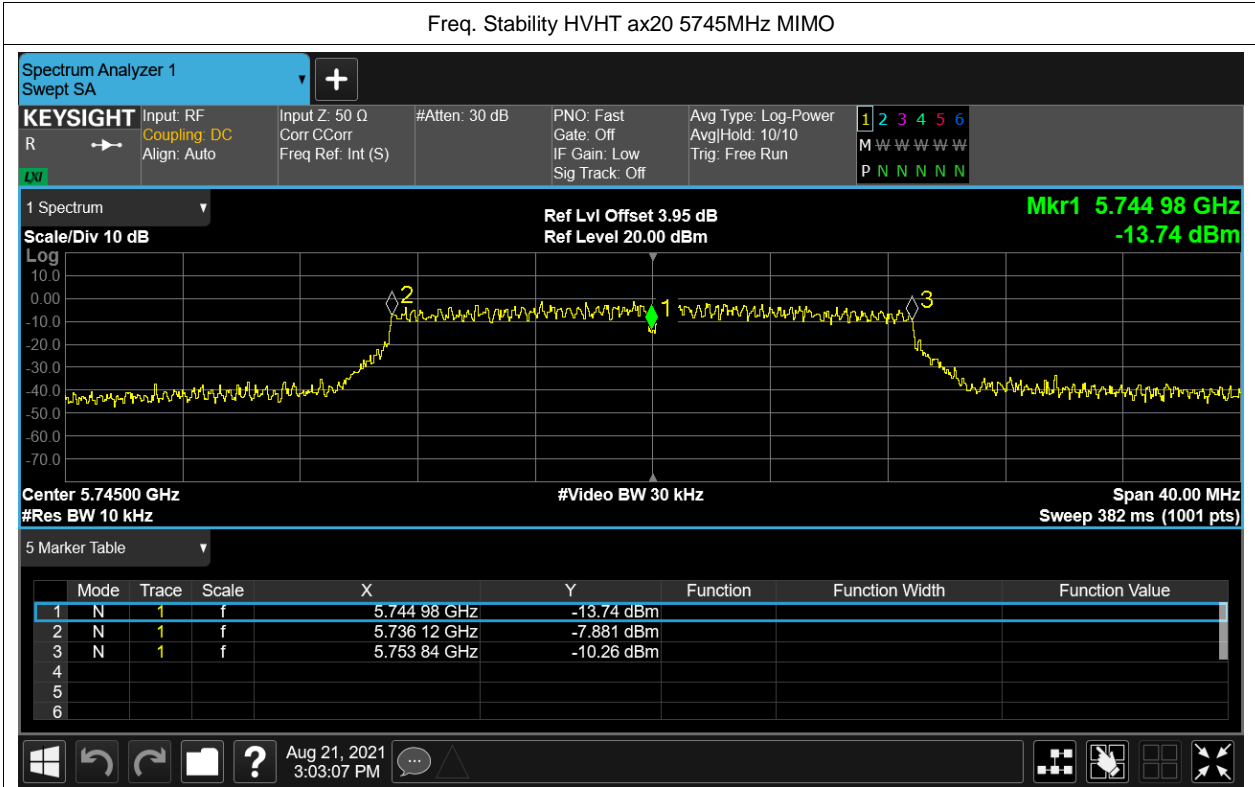 Freq. Stability HVHT ax20 5745MHz MIMO
Spectrum Analyzer 1
Swept SA
KEYSIGHT
R
LXI
Input: RF
Coupling: DC
Align: Auto
Input Z: 50 Ω
Corr CCorr
Freq Ref: Int (S)
#Atten: 30 dB
PNO: Fast
Gate: Off
IF Gain: Low
Sig Track: Off
Avg Type: Log-Power
Avg|Hold: 10/10
Trig: Free Run
1 2 3 4 5 6
M W W W W W
P N N N N N
1 Spectrum
Scale/Div 10 dB
Ref Lvl Offset 3.95 dB
Ref Level 20.00 dBm
Mkr1 5.744 98 GHz
-13.74 dBm
Log
10.0
0.00
-10.0
-20.0
-30.0
-40.0
-50.0
-60.0
-70.0
2
1
3
Center 5.74500 GHz
#Video BW 30 kHz
Span 40.00 MHz
#Res BW 10 kHz
Sweep 382 ms (1001 pts)
5 Marker Table
Mode Trace Scale X Y Function Function Width Function Value
1 N 1 f 5.744 98 GHz -13.74 dBm
2 N 1 f 5.736 12 GHz -7.881 dBm
3 N 1 f 5.753 84 GHz -10.26 dBm
4
5
6
?
Aug 21, 2021
3:03:07 PM